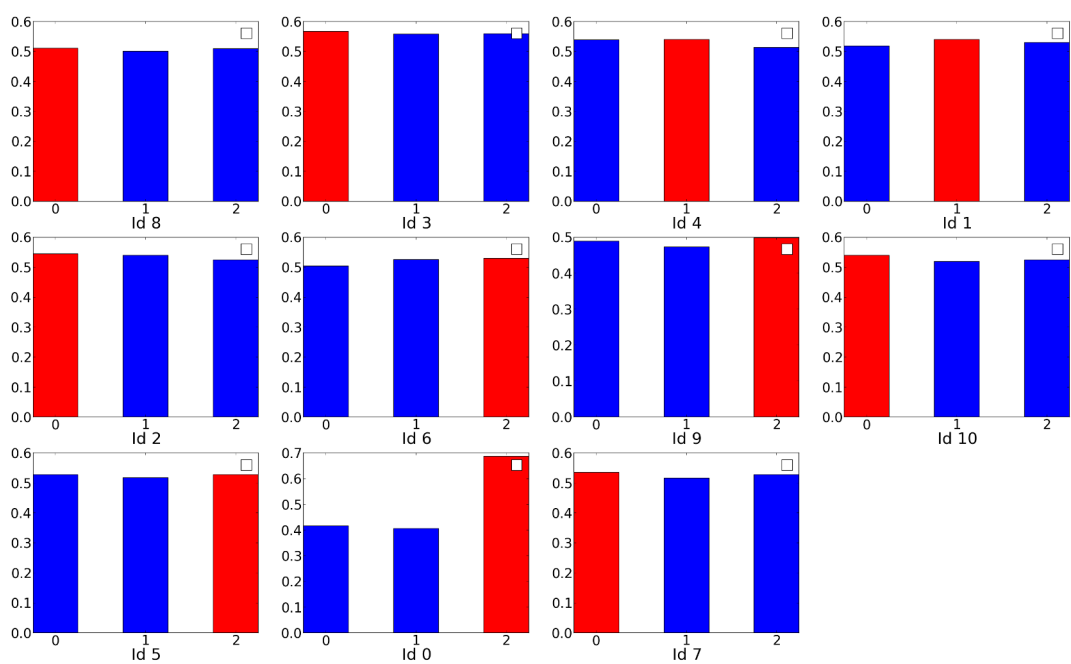 0.6 0.6 0.6 0.6
0.5 0.5 0.5 0.5
0.4 0.4 0.4 0.4
0.3 0.3 0.3 0.3
0.2 0.2 0.2 0.2
0.1 0.1 0.1 0.1
0.0 0.0 0.0 0.0
0 1 2 0 1 2 0 1 2 0 1 2
Id 8 Id 3 Id 4 Id 1
0.6 0.6 0.5 0.6
0.5 0.5 0.4 0.5
0.4 0.4 0.3 0.4
0.3 0.3 0.2 0.3
0.2 0.2 0.1 0.2
0.1 0.1 0.0 0.1
0.0 0.0 0.0
0 1 2 0 1 2 0 1 2 0 1 2
Id 2 Id 6 Id 9 Id 10
0.6 0.7 0.6
0.5 0.6 0.5
0.4 0.5 0.4
0.3 0.4 0.3
0.2 0.3 0.2
0.1 0.2 0.1
0.0 0.1 0.0
0.0
0 1 2 0 1 2 0 1 2
Id 5 Id 0 Id 7